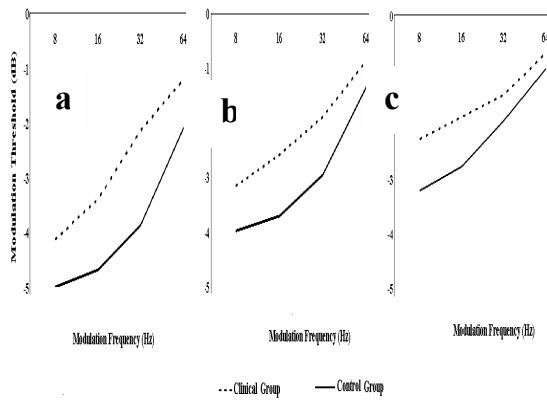 0 0 0
8 16 32 64 8 16 32 64 8 16 32 64
-1 -1 -1
a b c
-2 -2 -2
-3 -3 -3
-4 -4 -4
-5 -5 -5
Modulation Threshold (dB)
Modulation Frequency (Hz) Modulation Frequency (Hz) Modulation Frequency (Hz)
Clinical Group Control Group